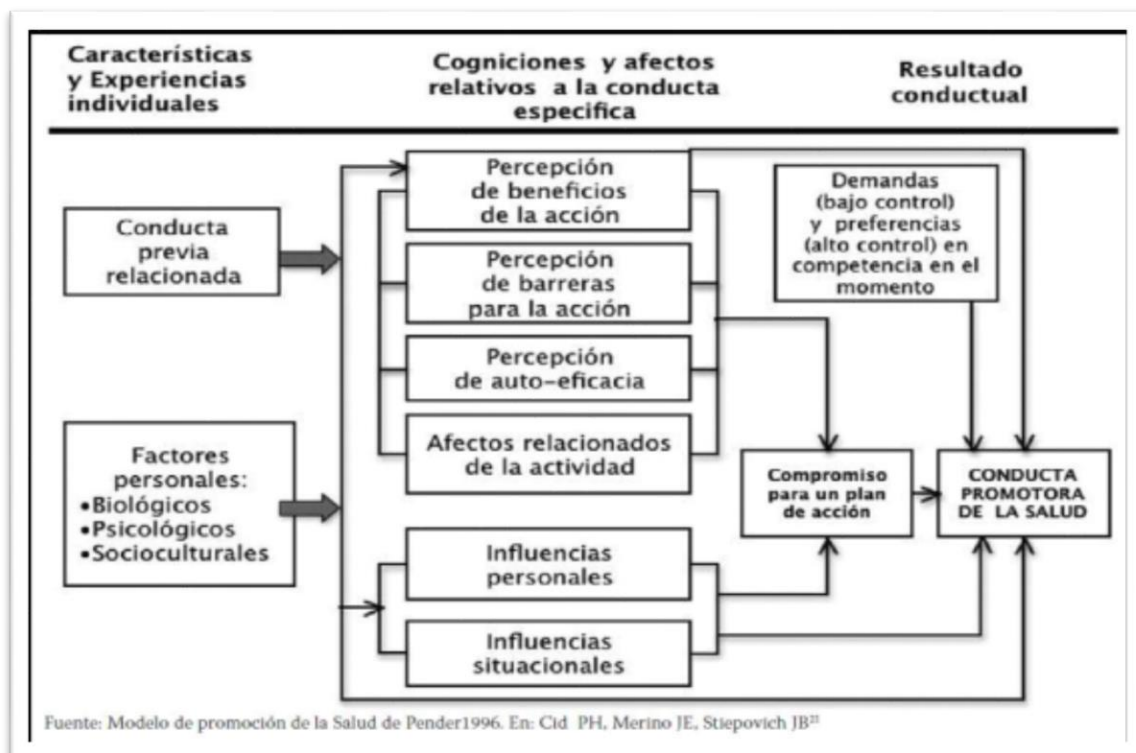 Características
y Experiencias
individuales
Cogniciones y afectos
relativos a la conducta
especifica
Resultado
conductual
Conducta
previa
relacionada
Factores
personales:
•Biológicos
•Psicológicos
•Socioculturales
Percepción
de beneficios
de la acción
Percepción
de barreras
para la acción
Percepción
de auto-eficacia
Afectos relacionados
de la actividad
Influencias
personales
Influencias
situacionales
Demandas
(bajo control)
y preferencias
(alto control) en
competencia en el
momento
Compromiso
para un plan
de acción
CONDUCTA
PROMOTORA
DE LA SALUD
Fuente: Modelo de promoción de la Salud de Pender1996. En: Cid PH, Merino JE, Stiepovich JB²¹